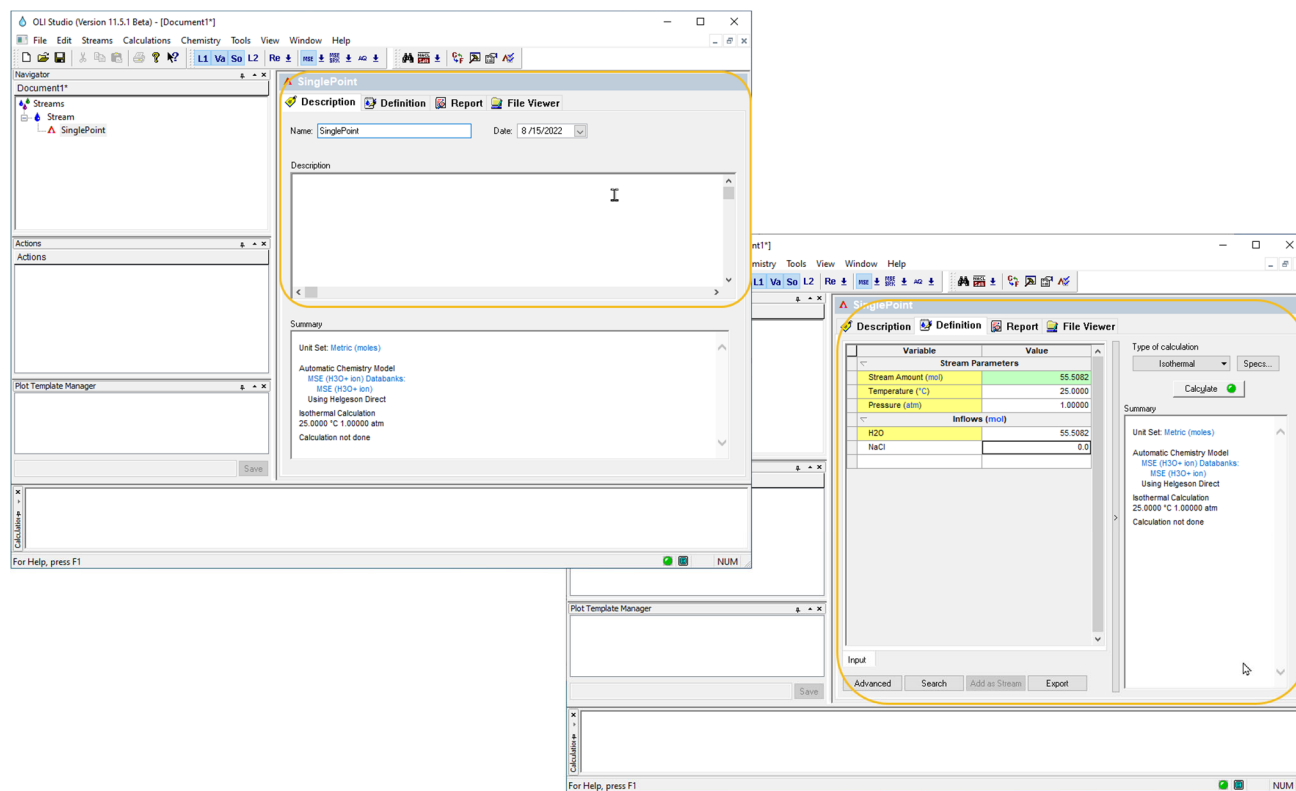 OLI Studio (Version 11.5.1 Beta) - [Document1*]
File Edit Streams Calculations Chemistry Tools View Window Help
L1 Va So L2 Re MSE MSE SRK AQ
Navigator
Document1*
Streams
Stream
SinglePoint
Actions
Actions
Plot Template Manager
Save
SinglePoint
Description Definition Report File Viewer
Name: SinglePoint Date: 8 /15/2022
Description
Summary
Unit Set: Metric (moles)
Automatic Chemistry Model
MSE (H3O+ ion) Databanks:
MSE (H3O+ ion)
Using Helgeson Direct
Isothermal Calculation
25.0000 °C 1.00000 atm
Calculation not done
Calculation
For Help, press F1
NUM
nt1*]
mistry Tools View Window Help
L1 Va So L2 Re MSE MSE SRK AQ
SinglePoint
Description Definition Report File Viewer
Variable Value
Stream Parameters
Stream Amount (mol) 55.5082
Temperature (°C) 25.0000
Pressure (atm) 1.00000
Inflows (mol)
H2O 55.5082
NaCl 0.0
Input
Advanced Search Add as Stream Export
Type of calculation
Isothermal Specs...
Calculate
Summary
Unit Set: Metric (moles)
Automatic Chemistry Model
MSE (H3O+ ion) Databanks:
MSE (H3O+ ion)
Using Helgeson Direct
Isothermal Calculation
25.0000 °C 1.00000 atm
Calculation not done
Plot Template Manager
Save
Calculation
For Help, press F1
NUM